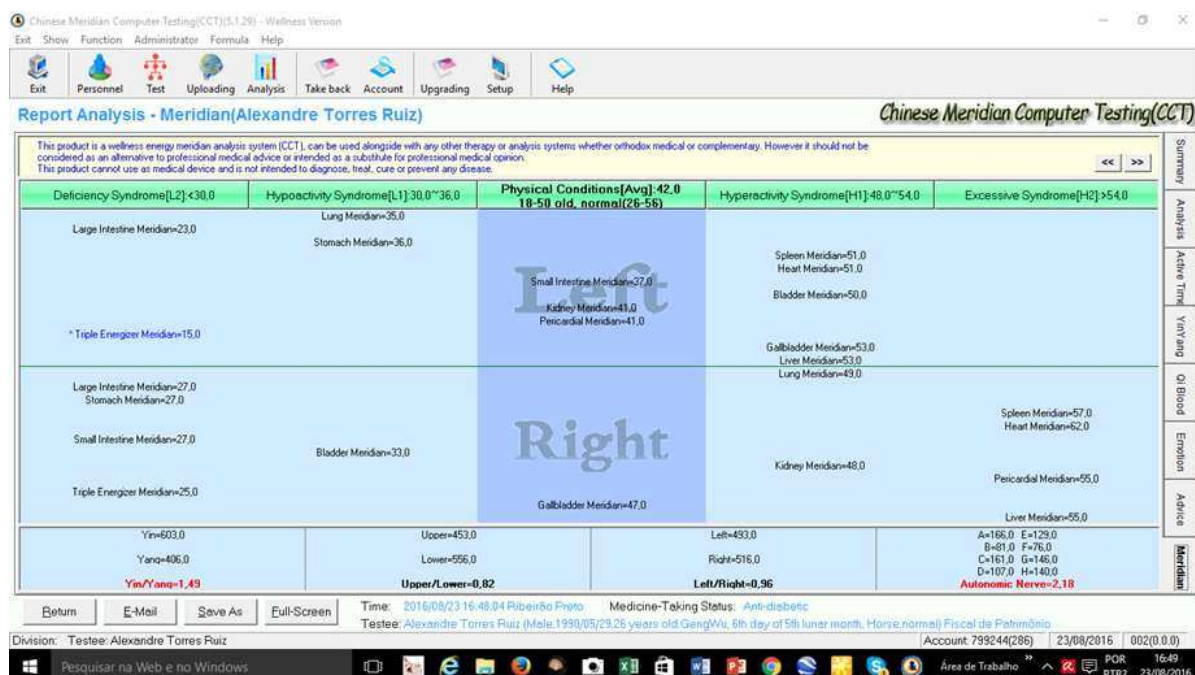 Chinese Meridian Computer Testing(CCT)(5.1.29) - Wellness Version
Exit Show Function Administrator Formula Help
Exit Personnel Test Uploading Analysis Take back Account Upgrading Setup Help
Report Analysis - Meridian(Alexandre Torres Ruiz)
Chinese Meridian Computer Testing(CCT)
This product is a wellness energy meridian analysis system (CCT), can be used alongside with any other therapy or analysis systems whether orthodox medical or complementary. However it should not be
considered as an alternative to professional medical advice or intended as a substitute for professional medical opinion.
This product cannot use as medical device and is not intended to diagnose, treat, cure or prevent any disease.
<< >>
Deficiency Syndrome[L2]:<30,0
Hypoactivity Syndrome[L1]:30,0~36,0
Physical Conditions[Avg]:42,0
18-50 old, normal(26-56)
Hyperactivity Syndrome[H1]:48,0~54,0
Excessive Syndrome[H2]:>54,0
Left
Lung Meridian=35,0
Large Intestine Meridian=23,0
Stomach Meridian=36,0
Spleen Meridian=51,0
Heart Meridian=51,0
Small Intestine Meridian=37,0
Bladder Meridian=50,0
Kidney Meridian=41,0
Pericardial Meridian=41,0
* Triple Energizer Meridian=15,0
Gallbladder Meridian=53,0
Liver Meridian=53,0
Right
Lung Meridian=49,0
Large Intestine Meridian=27,0
Stomach Meridian=27,0
Spleen Meridian=57,0
Heart Meridian=62,0
Small Intestine Meridian=27,0
Bladder Meridian=33,0
Kidney Meridian=48,0
Pericardial Meridian=55,0
Triple Energizer Meridian=25,0
Gallbladder Meridian=47,0
Liver Meridian=55,0
Yin=603,0
Yang=406,0
Yin/Yang=1,49
Upper=453,0
Lower=556,0
Upper/Lower=0,82
Left=493,0
Right=516,0
Left/Right=0,96
A=166,0 E=129,0
B=81,0 F=76,0
C=161,0 G=146,0
D=107,0 H=140,0
Autonomic Nerve=2,18
Summary
Analysis
Active Time
YinYang
Qi Blood
Emotion
Advice
Meridian
Return E-Mail Save As Full-Screen
Time: 2016/08/23 16:48:04 Ribeirão Preto Medicine-Taking Status: Anti-diabetic
Testee: Alexandre Torres Ruiz (Male,1990/05/29,26 years old GengWu, 6th day of 5th lunar month, Horse,normal) Fiscal de Patrimônio
Division: Testee: Alexandre Torres Ruiz
Account: 799244(286) 23/08/2016 002(0.0.0)
Pesquisar na Web e no Windows
Área de Trabalho
POR
PTB2
16:49
23/08/2016